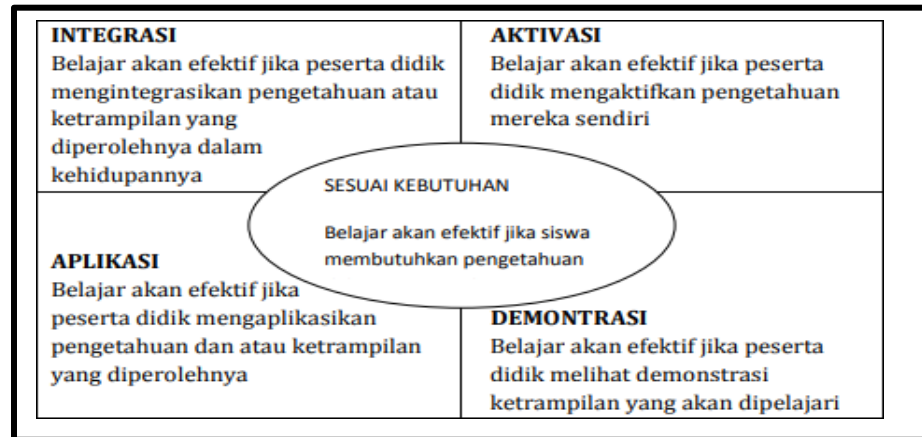 INTEGRASI
Belajar akan efektif jika peserta didik
mengintegrasikan pengetahuan atau
ketrampilan yang
diperolehnya dalam
kehidupannya
AKTIVASI
Belajar akan efektif jika peserta
didik mengaktifkan pengetahuan
mereka sendiri
SESUAI KEBUTUHAN
Belajar akan efektif jika siswa
membutuhkan pengetahuan
APLIKASI
Belajar akan efektif jika
peserta didik mengaplikasikan
pengetahuan dan atau ketrampilan
yang diperolehnya
DEMONTRASI
Belajar akan efektif jika peserta
didik melihat demonstrasi
ketrampilan yang akan dipelajari